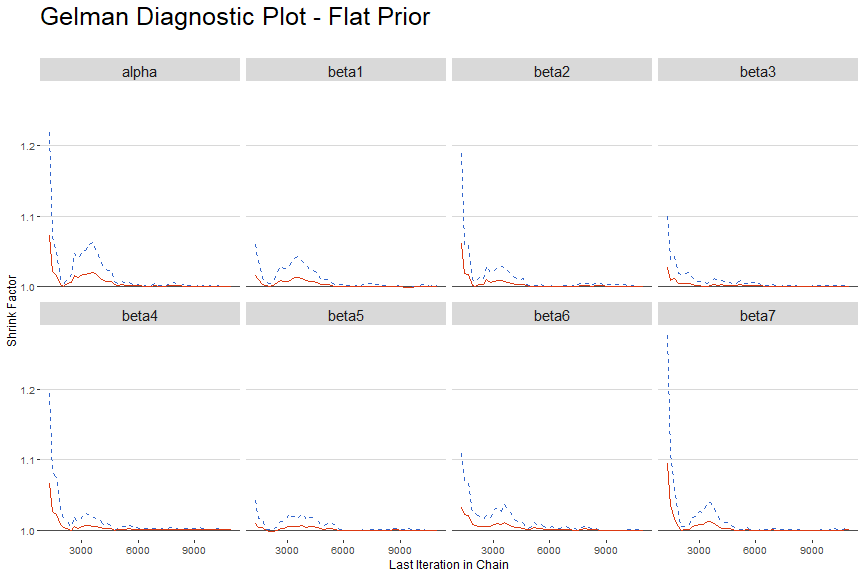 Gelman Diagnostic Plot - Flat Prior
alpha beta1 beta2 beta3
1.2
1.1
1.0
Shrink Factor
beta4 beta5 beta6 beta7
1.2
1.1
1.0
3000 6000 9000 3000 6000 9000 3000 6000 9000 3000 6000 9000
Last Iteration in Chain